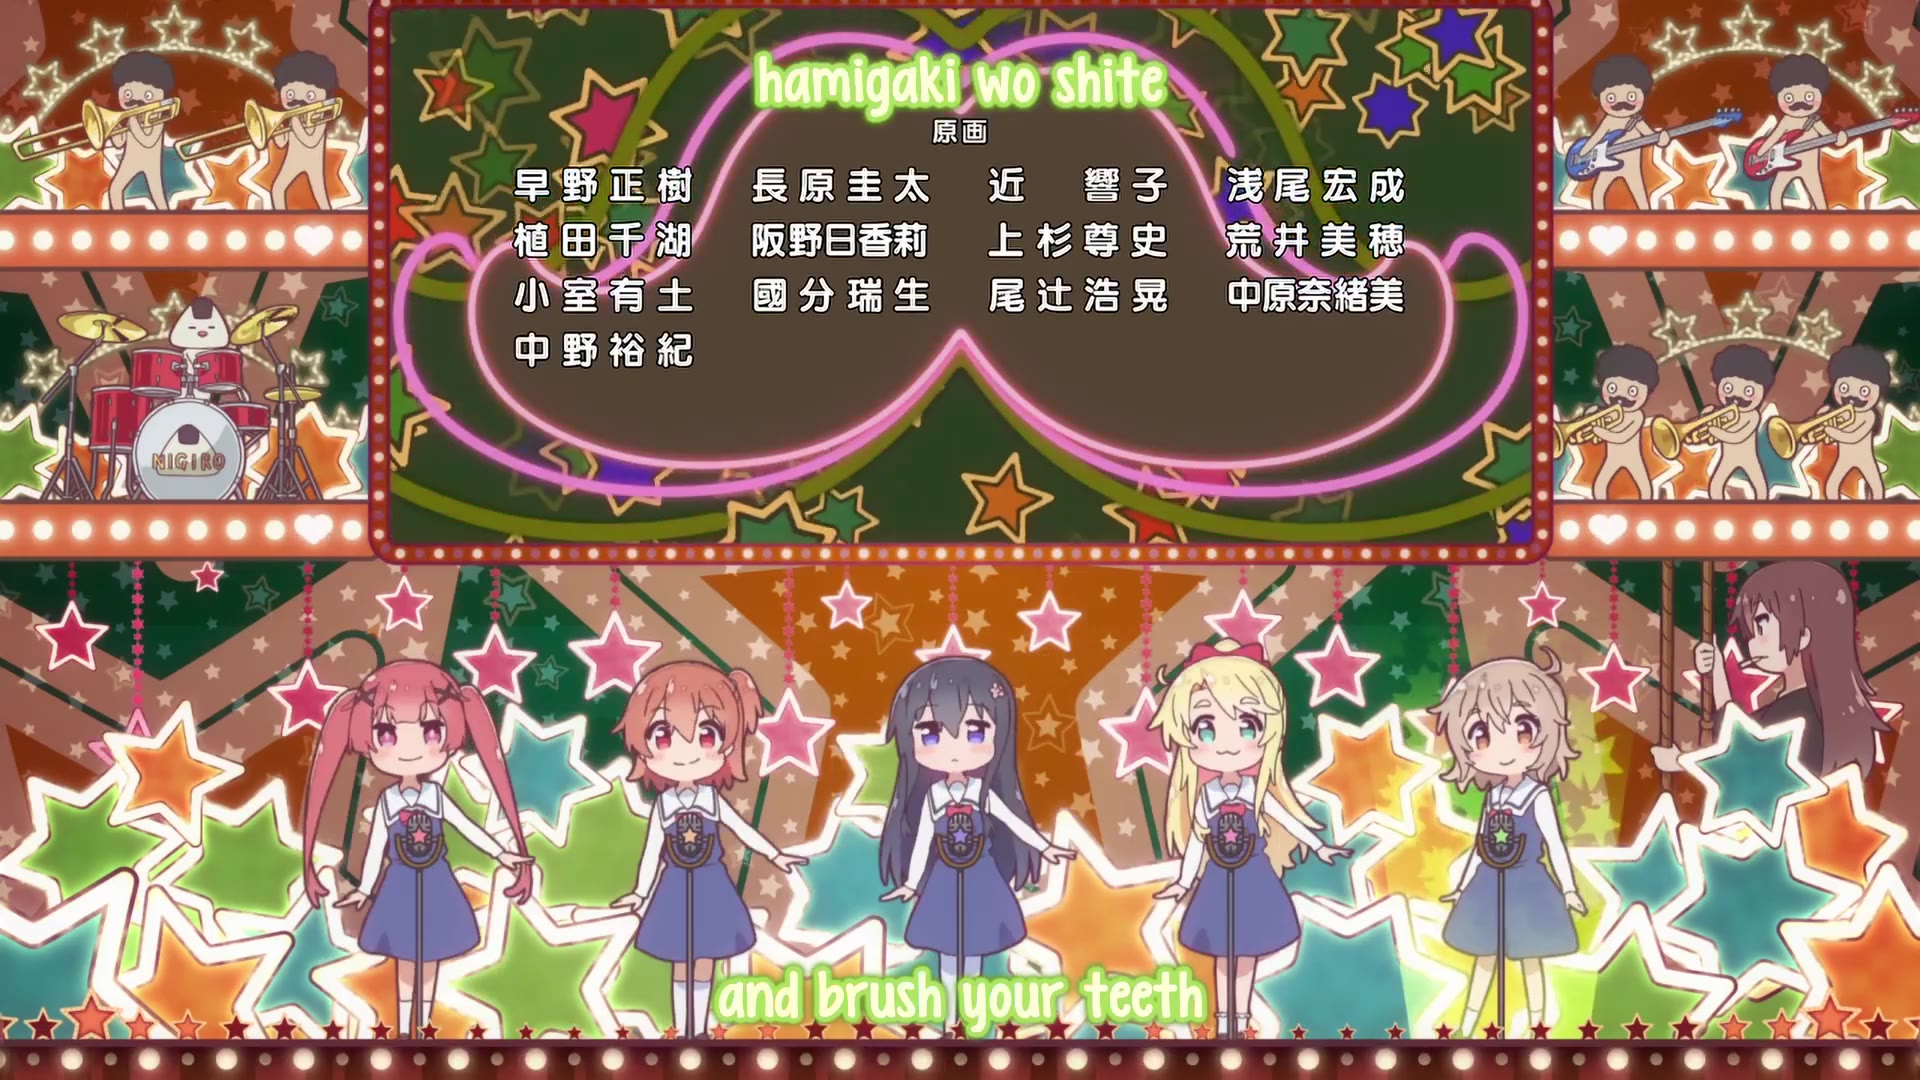 hamigaki wo shite
原画
早野正樹 長原圭太 近 響子 浅尾宏成
植田千湖 阪野日香莉 上杉尊史 荒井美穂
小室有土 國分瑞生 尾辻浩晃 中原奈緒美
中野裕紀
NIGIRO
and brush your teeth